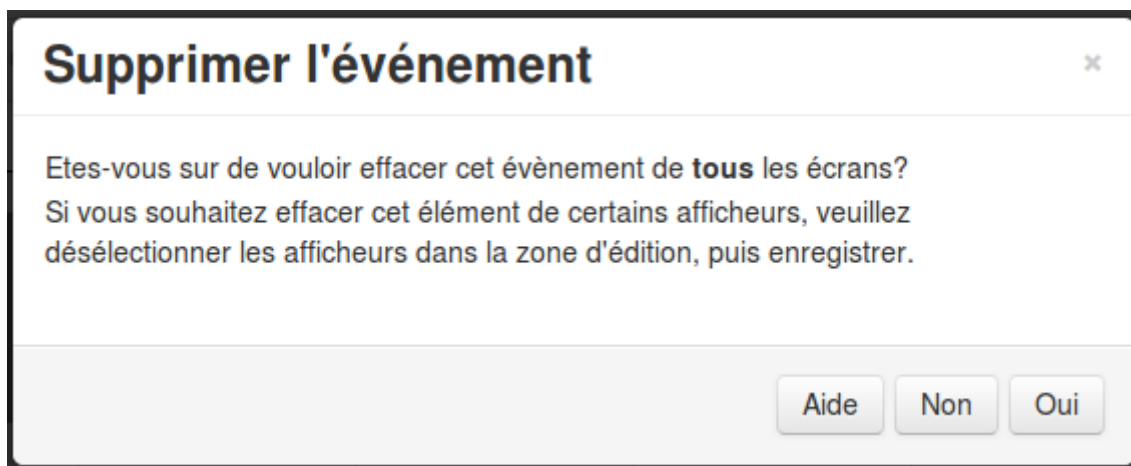 Supprimer l'événement
×
Etes-vous sur de vouloir effacer cet évènement de tous les écrans?
Si vous souhaitez effacer cet élément de certains afficheurs, veuillez
désélectionner les afficheurs dans la zone d'édition, puis enregistrer.
Aide Non Oui